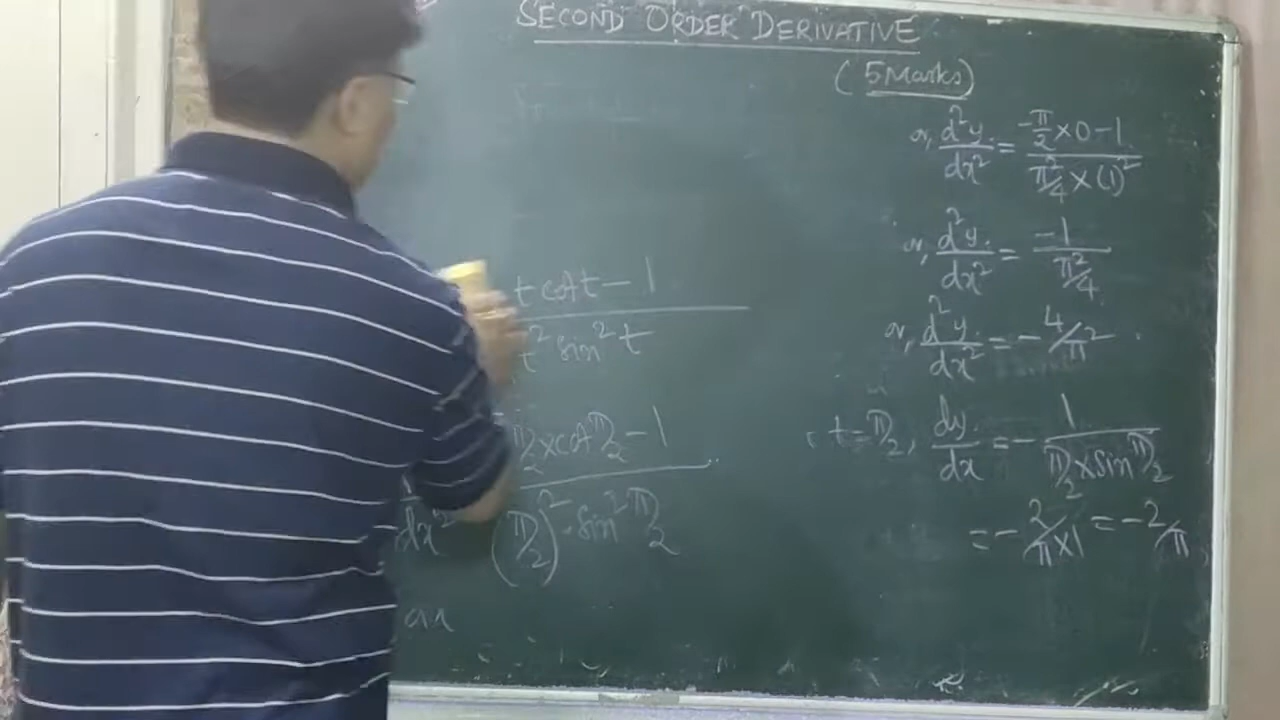 SECOND ORDER DERIVATIVE
(5 Marks)
t cot t - 1
t² sin² t
π/2 × cot π/2 - 1
dx² (π/2)² · sin² π/2
or, d²y/dx² = (-π/2 × 0 - 1)/(π²/4 × (1)²)
or, d²y/dx² = -1/(π²/4)
or, d²y/dx² = -4/π²
t = π/2, dy/dx = - 1/(π/2 × sin π/2)
= - 2/π×1 = -2/π